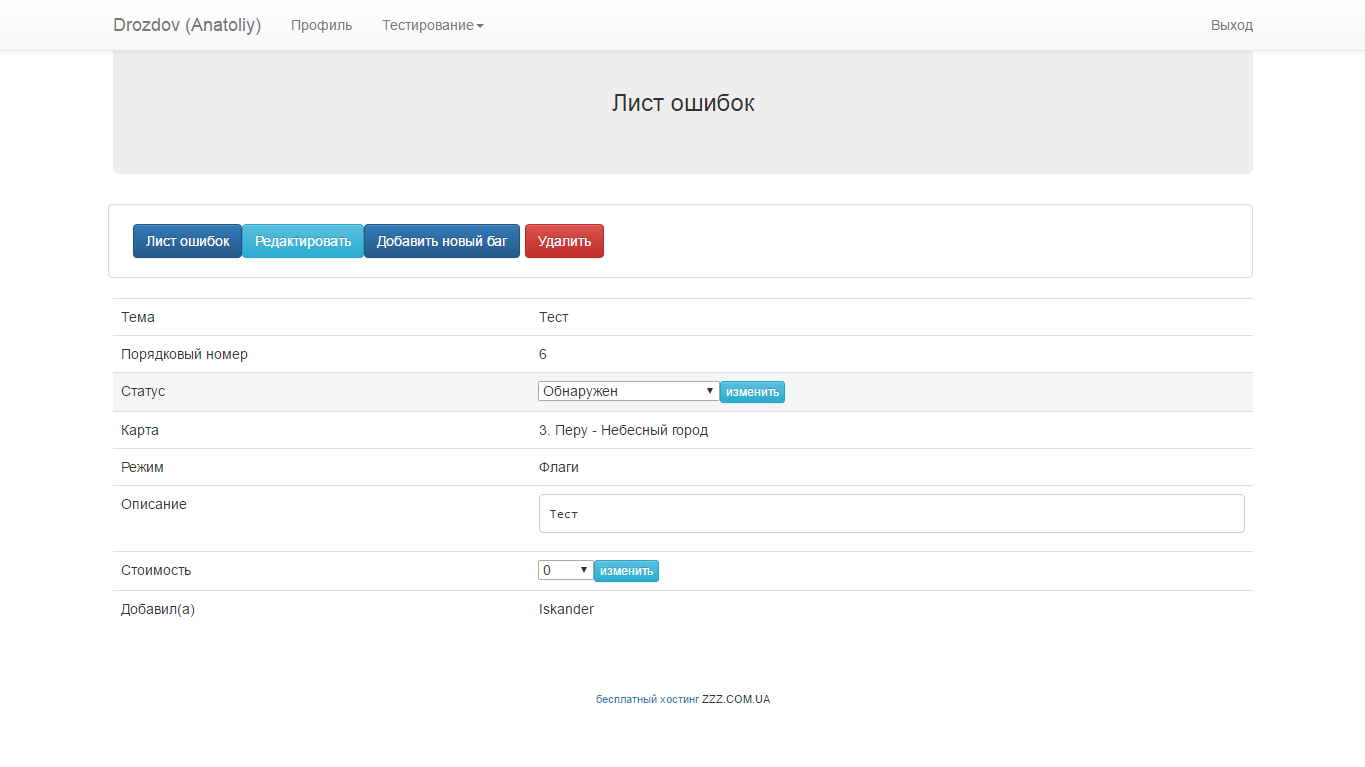 Drozdov (Anatoliy) Профиль Тестирование Выход
Лист ошибок
Лист ошибок Редактировать Добавить новый баг Удалить
Тема Тест
Порядковый номер 6
Статус Обнаружен изменить
Карта 3. Перу - Небесный город
Режим Флаги
Описание Тест
Стоимость 0 изменить
Добавил(а) Iskander
бесплатный хостинг ZZZ.COM.UA